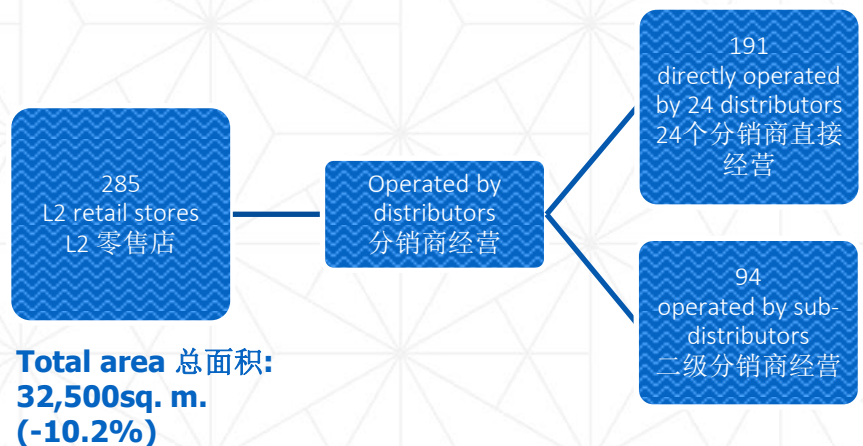 285
L2 retail stores
L2 零售店
Total area 总面积:
32,500sq. m.
(-10.2%)
Operated by
distributors
分销商经营
191
directly operated
by 24 distributors
24个分销商直接
经营
94
operated by sub-
distributors
二级分销商经营